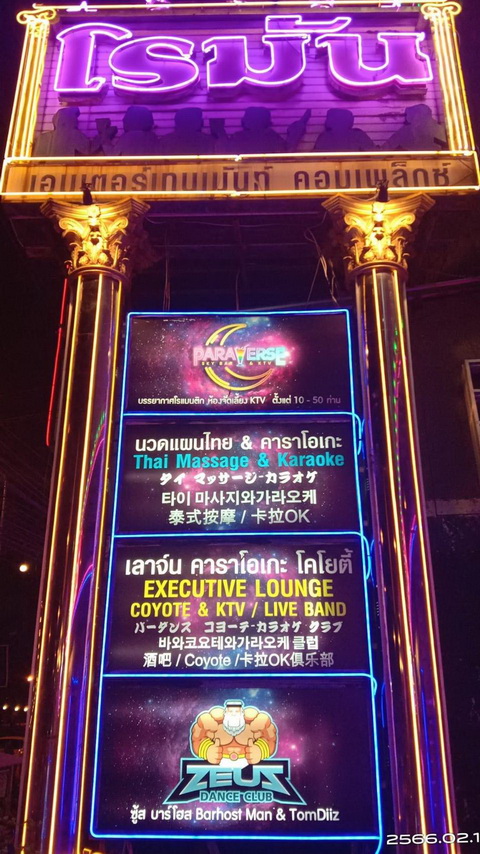 โรมัน
เอนเตอร์เทนเม้นท์ คอมเพล็กซ์
PARAVERSE
SKY BAR & KTV
บรรยากาศโรแมนติก ห้องจัดเลี้ยง KTV ตั้งแต่ 10 - 50 ท่าน
นวดแผนไทย & คาราโอเกะ
Thai Massage & Karaoke
タイ マッサージ-カラオケ
타이 마사지와가라오케
泰式按摩 / 卡拉OK
เลาจ์น คาราโอเกะ โคโยตี้
EXECUTIVE LOUNGE
COYOTE & KTV / LIVE BAND
バーダンス コヨーテ-カラオケ クラブ
바와코요테와가라오케 클럽
酒吧 / Coyote /卡拉OK俱乐部
ZEUS
DANCE CLUB
ซู้ส บาร์โฮส Barhost Man & TomDiiz
2566.02.1